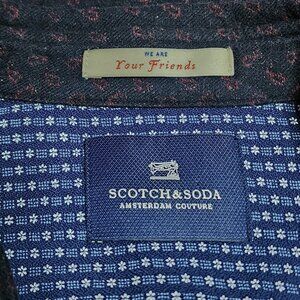 WE ARE
Your Friends
SCOTCH & SODA
AMSTERDAM COUTURE